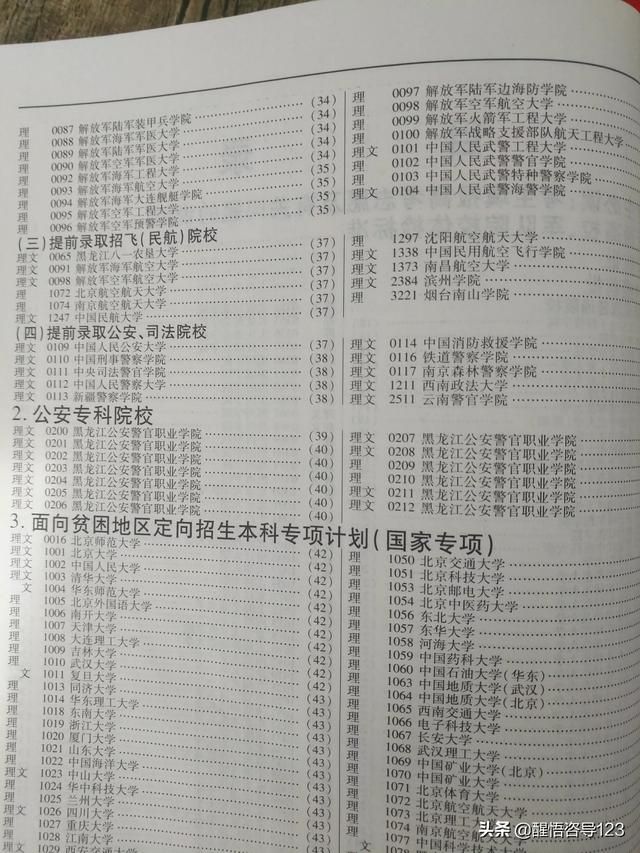 理 0087 解放军陆军装甲兵学院 (34)
理 0088 解放军海军军医大学 (34)
理 0089 解放军陆军军医大学 (34)
理 0090 解放军空军军医大学 (34)
理 0092 解放军海军工程大学 (34)
理 0093 解放军海军航空大学 (35)
理 0094 解放军海军大连舰艇学院 (35)
理 0095 解放军空军工程大学 (35)
理 0096 解放军空军预警学院 (35)
(三)提前录取招飞(民航)院校
理文 0065 黑龙江八一农垦大学 (37)
理文 0091 解放军海军航空大学 (37)
理文 0098 解放军空军航空大学 (37)
理 1072 北京航空航天大学 (37)
理 1074 南京航空航天大学 (37)
理文 1247 中国民航大学 (37)
(四)提前录取公安、司法院校
理文 0109 中国人民公安大学 (37)
理文 0110 中国刑事警察学院 (38)
理文 0111 中央司法警官学院 (38)
理文 0112 中国人民警察大学 (38)
理文 0113 新疆警察学院 (38)
理 0097 解放军陆军边海防学院
理 0098 解放军空军航空大学
理 0099 解放军火箭军工程大学
理 0100 解放军战略支援部队航天工程大学
理文 0101 中国人民武警工程大学
理 0102 中国人民武警警官学院
理 0103 中国人民武警特种警察学院
理文 0104 中国人民武警海警学院
理 1297 沈阳航空航天大学
理文 1338 中国民用航空飞行学院
理文 1373 南昌航空大学
理文 2384 滨州学院
理 3221 烟台南山学院
理文 0114 中国消防救援学院
理文 0116 铁道警察学院
理文 0117 南京森林警察学院
理文 1211 西南政法大学
理文 2511 云南警官学院
2. 公安专科院校
理文 0200 黑龙江公安警官职业学院 (39)
理文 0201 黑龙江公安警官职业学院 (40)
理文 0202 黑龙江公安警官职业学院 (40)
理文 0203 黑龙江公安警官职业学院 (40)
理文 0204 黑龙江公安警官职业学院 (40)
理文 0205 黑龙江公安警官职业学院 (40)
理文 0206 黑龙江公安警官职业学院 (40)
理文 0207 黑龙江公安警官职业学院
理文 0208 黑龙江公安警官职业学院
理 0209 黑龙江公安警官职业学院
理 0210 黑龙江公安警官职业学院
理文 0211 黑龙江公安警官职业学院
理文 0212 黑龙江公安警官职业学院
3. 面向贫困地区定向招生本科专项计划(国家专项)
理文 0016 北京师范大学 (42)
理文 1001 北京大学 (42)
理文 1002 中国人民大学 (42)
理文 1003 清华大学 (42)
文 1004 华东师范大学 (42)
理 1005 北京外国语大学 (42)
理 1006 南开大学 (42)
理 1007 天津大学 (42)
理 1008 大连理工大学 (42)
理 1009 吉林大学 (42)
理 1010 武汉大学 (42)
文 1011 复旦大学 (42)
理 1013 同济大学 (43)
理 1014 华东理工大学 (43)
理 1018 东南大学 (43)
理 1019 浙江大学 (43)
理 1020 厦门大学 (43)
理 1021 山东大学 (43)
理 1022 中国海洋大学 (43)
理文 1023 中山大学 (43)
理 1024 华中科技大学 (43)
理 1025 兰州大学 (43)
理文 1026 四川大学 (43)
理 1027 重庆大学 (43)
理 1028 江南大学 (43)
理文 1029 西安交通大学
理 1050 北京交通大学
理 1051 北京科技大学
理 1053 北京邮电大学
理 1054 北京中医药大学
理 1056 东北大学
理 1057 东华大学
理 1058 河海大学
理 1059 中国药科大学
理 1060 中国石油大学(华东)
理 1063 中国地质大学(武汉)
理 1064 中国地质大学(北京)
理 1065 西南交通大学
理 1066 电子科技大学
理 1067 长安大学
理 1068 武汉理工大学
理 1069 中国矿业大学(北京)
理 1070 中国矿业大学
理 1071 北京体育大学
理 1072 北京航空航天大学
理 1073 北京理工大学
理 1074 南京航空航天大学
1077 中国科学技术大学
头条 @醒悟咨导123